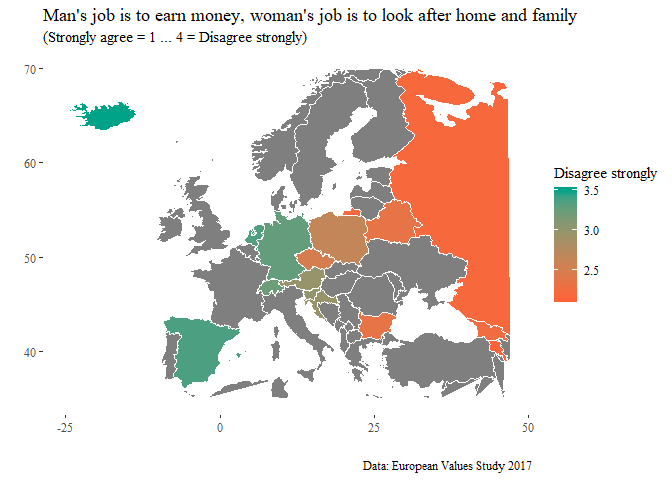 Man's job is to earn money, woman's job is to look after home and family
(Strongly agree = 1 ... 4 = Disagree strongly)
70
60
50
40
-25
0
25
50
Disagree strongly
3.5
3.0
2.5
Data: European Values Study 2017